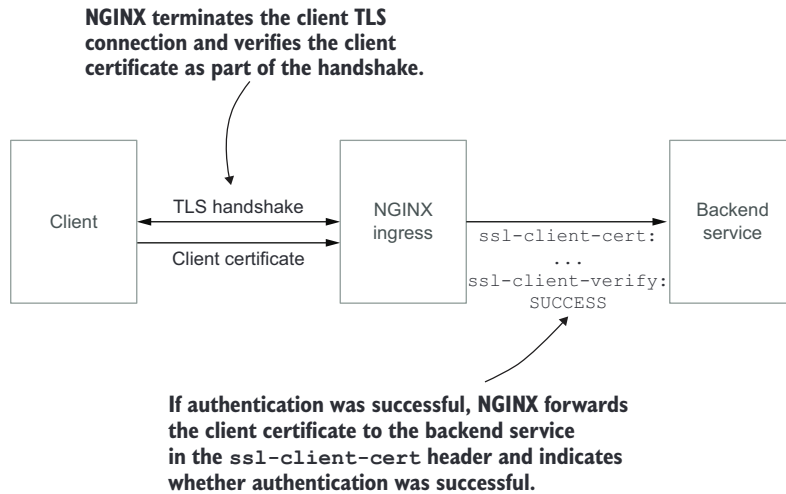 NGINX terminates the client TLS
connection and verifies the client
certificate as part of the handshake.
Client
TLS handshake
Client certificate
NGINX
ingress
ssl-client-cert:
...
ssl-client-verify:
SUCCESS
Backend
service
If authentication was successful, NGINX forwards
the client certificate to the backend service
in the ssl-client-cert header and indicates
whether authentication was successful.